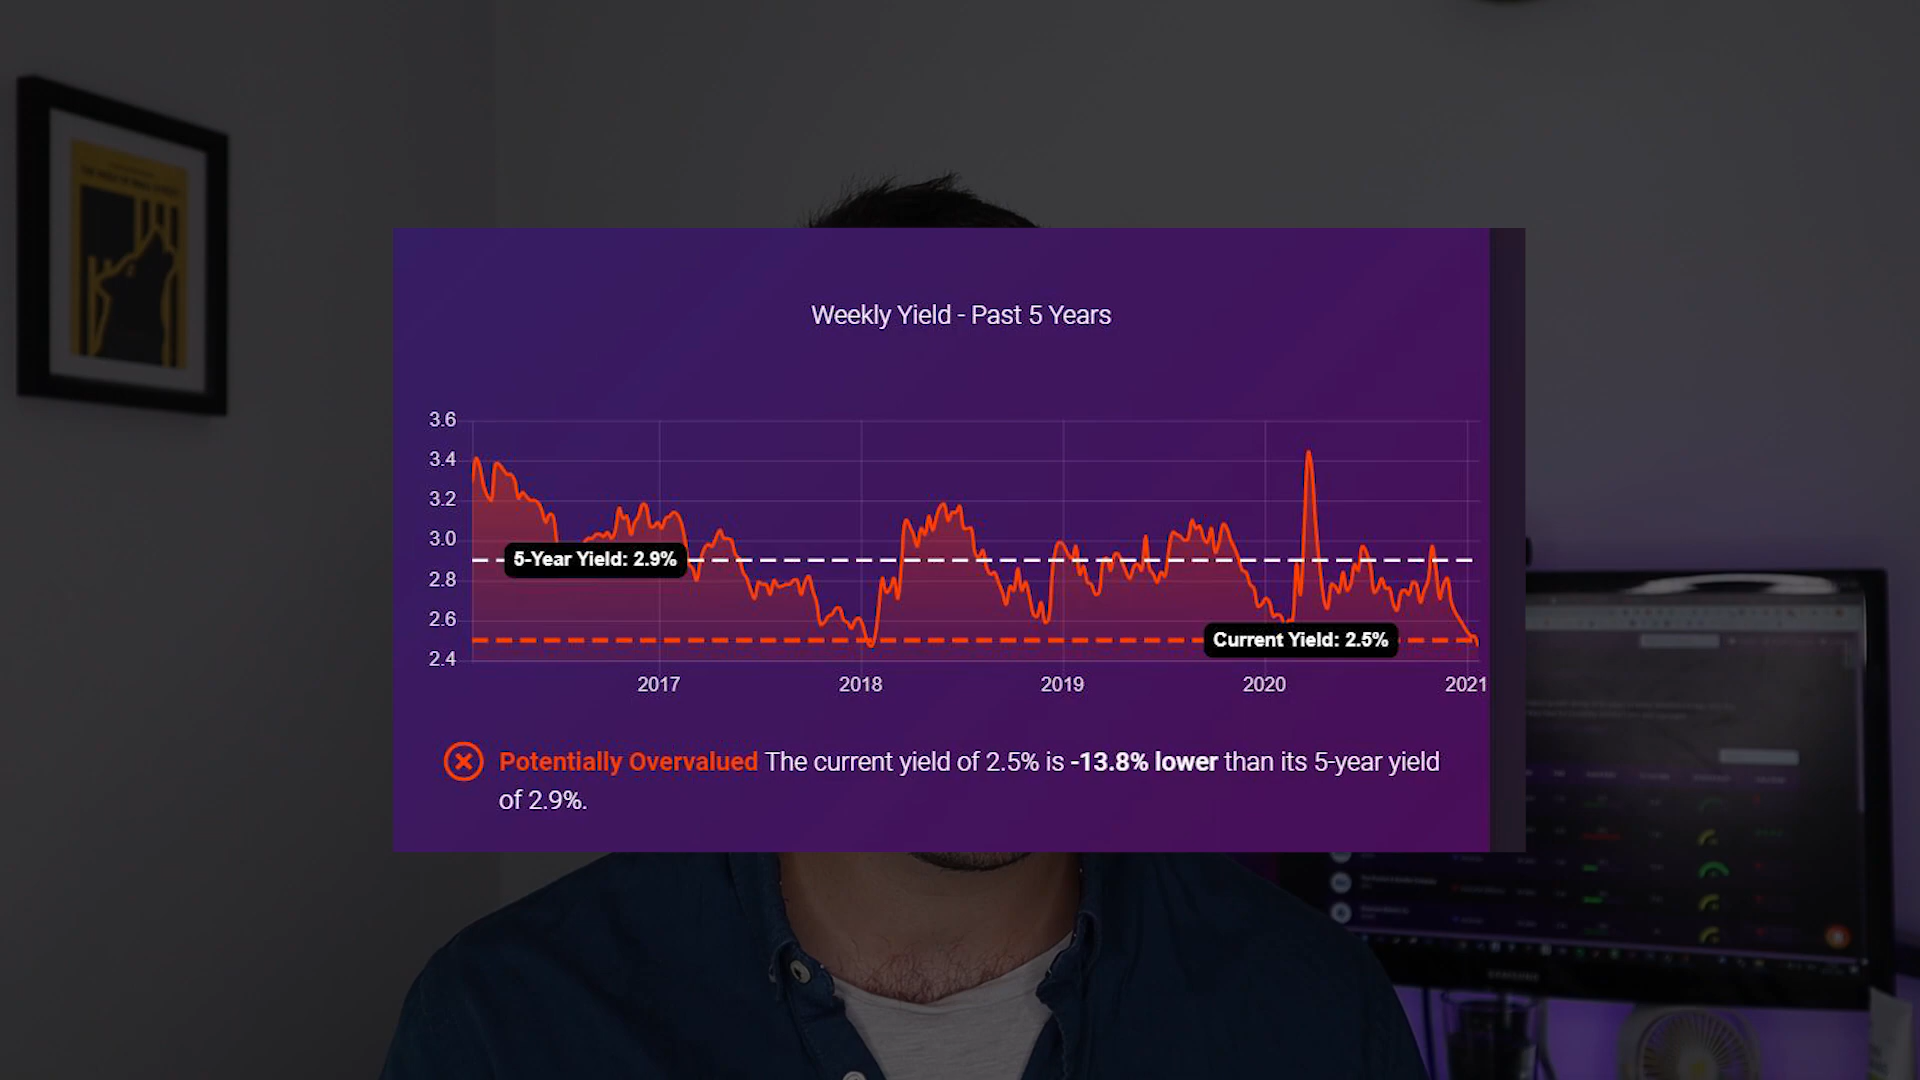 Weekly Yield - Past 5 Years
3.6
3.4
3.2
3.0
2.8
2.6
2.4
5-Year Yield: 2.9%
Current Yield: 2.5%
2017
2018
2019
2020
2021
Potentially Overvalued The current yield of 2.5% is -13.8% lower than its 5-year yield
of 2.9%.
SAMSUNG